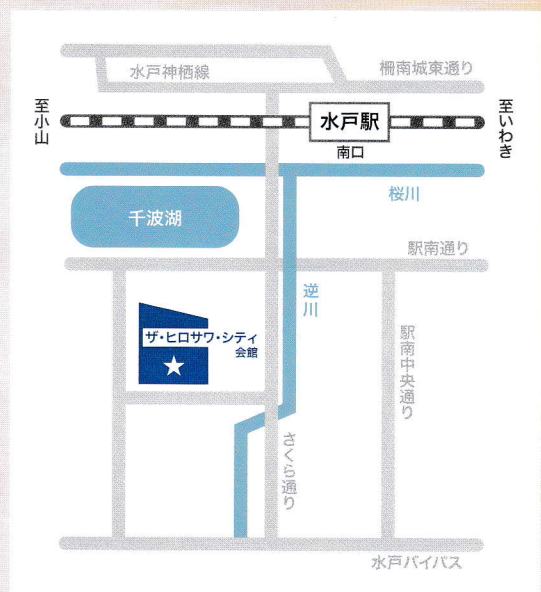 水戸神栖線
柵南城東通り
至小山
水戸駅
至いわき
南口
桜川
千波湖
駅南通り
逆川
ザ・ヒロサワ・シティ
会館
駅南中央通り
さくら通り
水戸バイパス